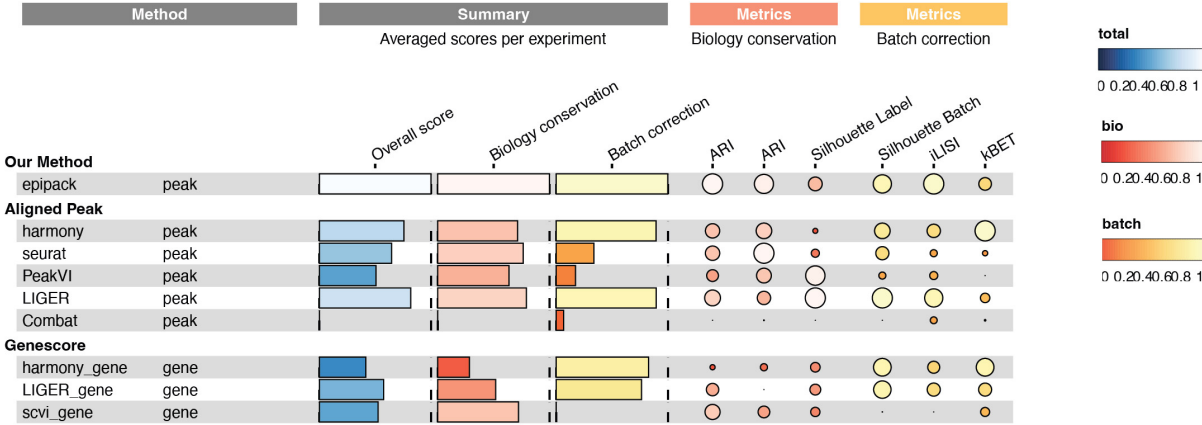 Method Summary Metrics Metrics
Averaged scores per experiment Biology conservation Batch correction
total
0 0.20.40.60.8 1
Overall score Biology conservation Batch correction ARI ARI Silhouette Label Silhouette Batch iLISI kBET
bio
0 0.20.40.60.8 1
Our Method
epipack peak
Aligned Peak
batch
0 0.20.40.60.8 1
harmony peak
seurat peak
PeakVI peak
LIGER peak
Combat peak
Genescore
harmony_gene gene
LIGER_gene gene
scvi_gene gene